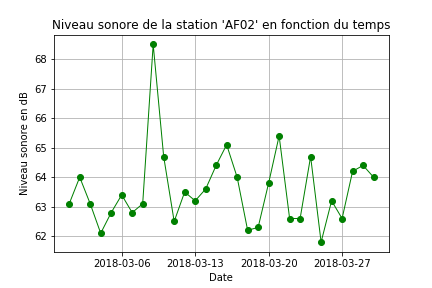 Niveau sonore de la station 'AF02' en fonction du temps
Niveau sonore en dB
68
67
66
65
64
63
62
2018-03-06 2018-03-13 2018-03-20 2018-03-27
Date